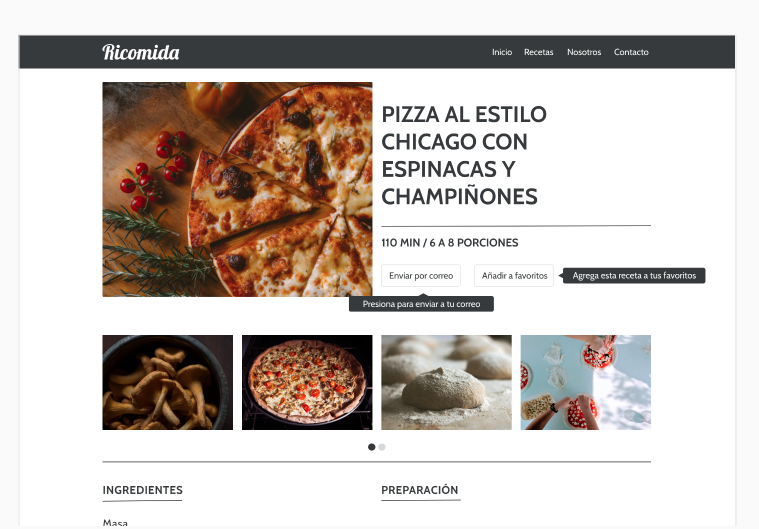 Ricomida
Inicio Recetas Nosotros Contacto
PIZZA AL ESTILO
CHICAGO CON
ESPINACAS Y
CHAMPIÑONES
110 MIN / 6 A 8 PORCIONES
Enviar por correo Añadir a favoritos Agrega esta receta a tus favoritos
Presiona para enviar a tu correo
INGREDIENTES PREPARACIÓN
Masa